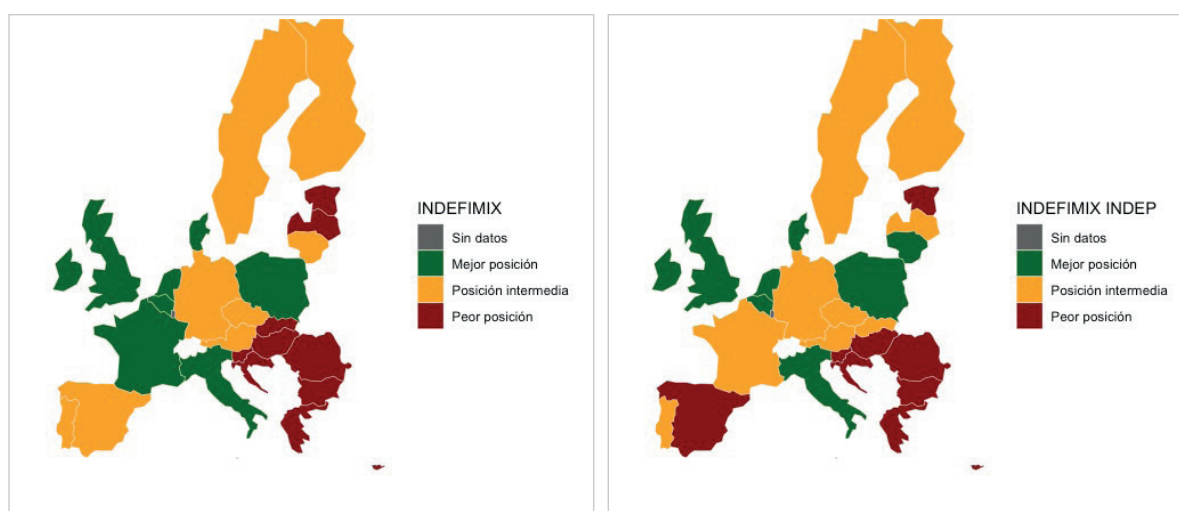 INDEFIMIX
Sin datos
Mejor posición
Posición intermedia
Peor posición
INDEFIMIX INDEP
Sin datos
Mejor posición
Posición intermedia
Peor posición